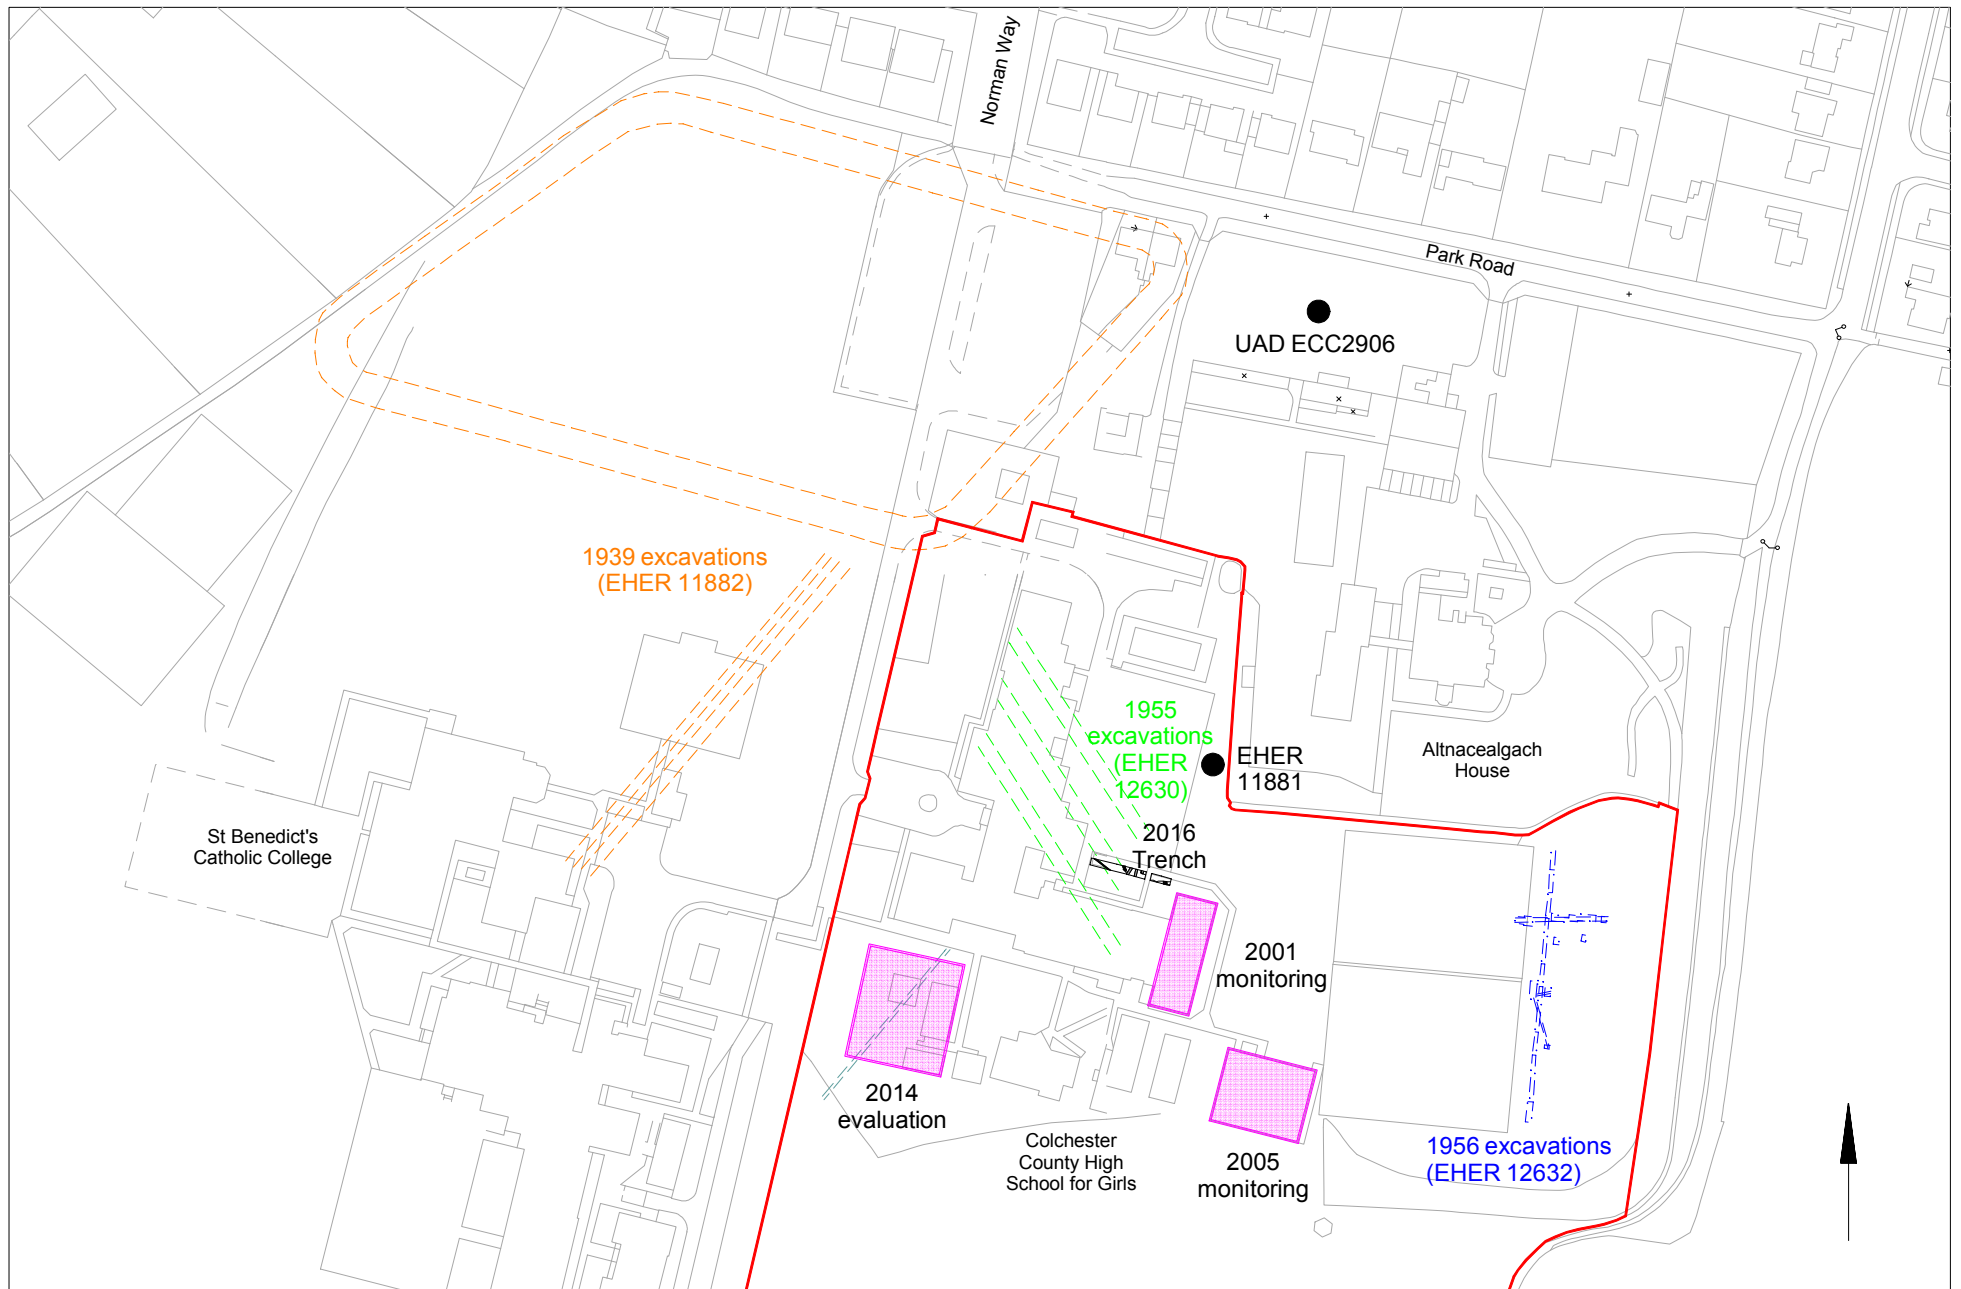 Norman Way
Park Road
UAD ECC2906
1939 excavations
(EHER 11882)
1955
excavations
(EHER
12630)
EHER
11881
Altnacealgach
House
2016
Trench
St Benedict's
Catholic College
2001
monitoring
2014
evaluation
Colchester
County High
School for Girls
2005
monitoring
1956 excavations
(EHER 12632)